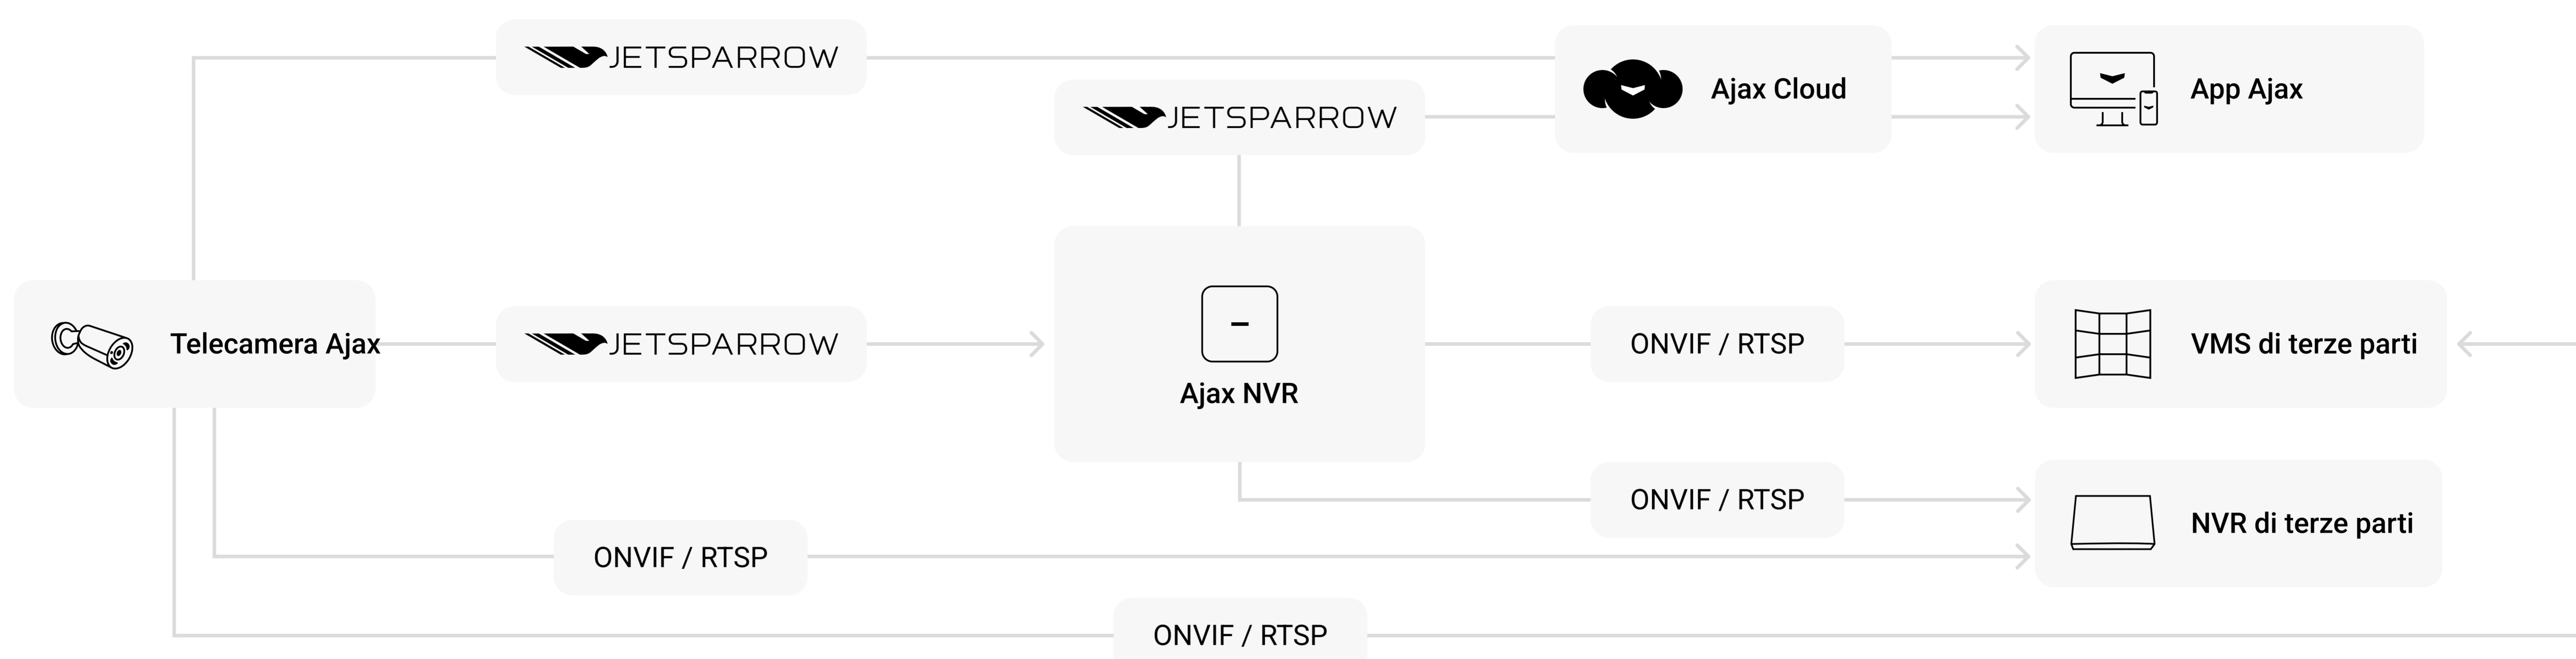 JETSPARROW
Ajax Cloud
App Ajax
JETSPARROW
Telecamera Ajax
JETSPARROW
Ajax NVR
ONVIF / RTSP
VMS di terze parti
ONVIF / RTSP
NVR di terze parti
ONVIF / RTSP
ONVIF / RTSP